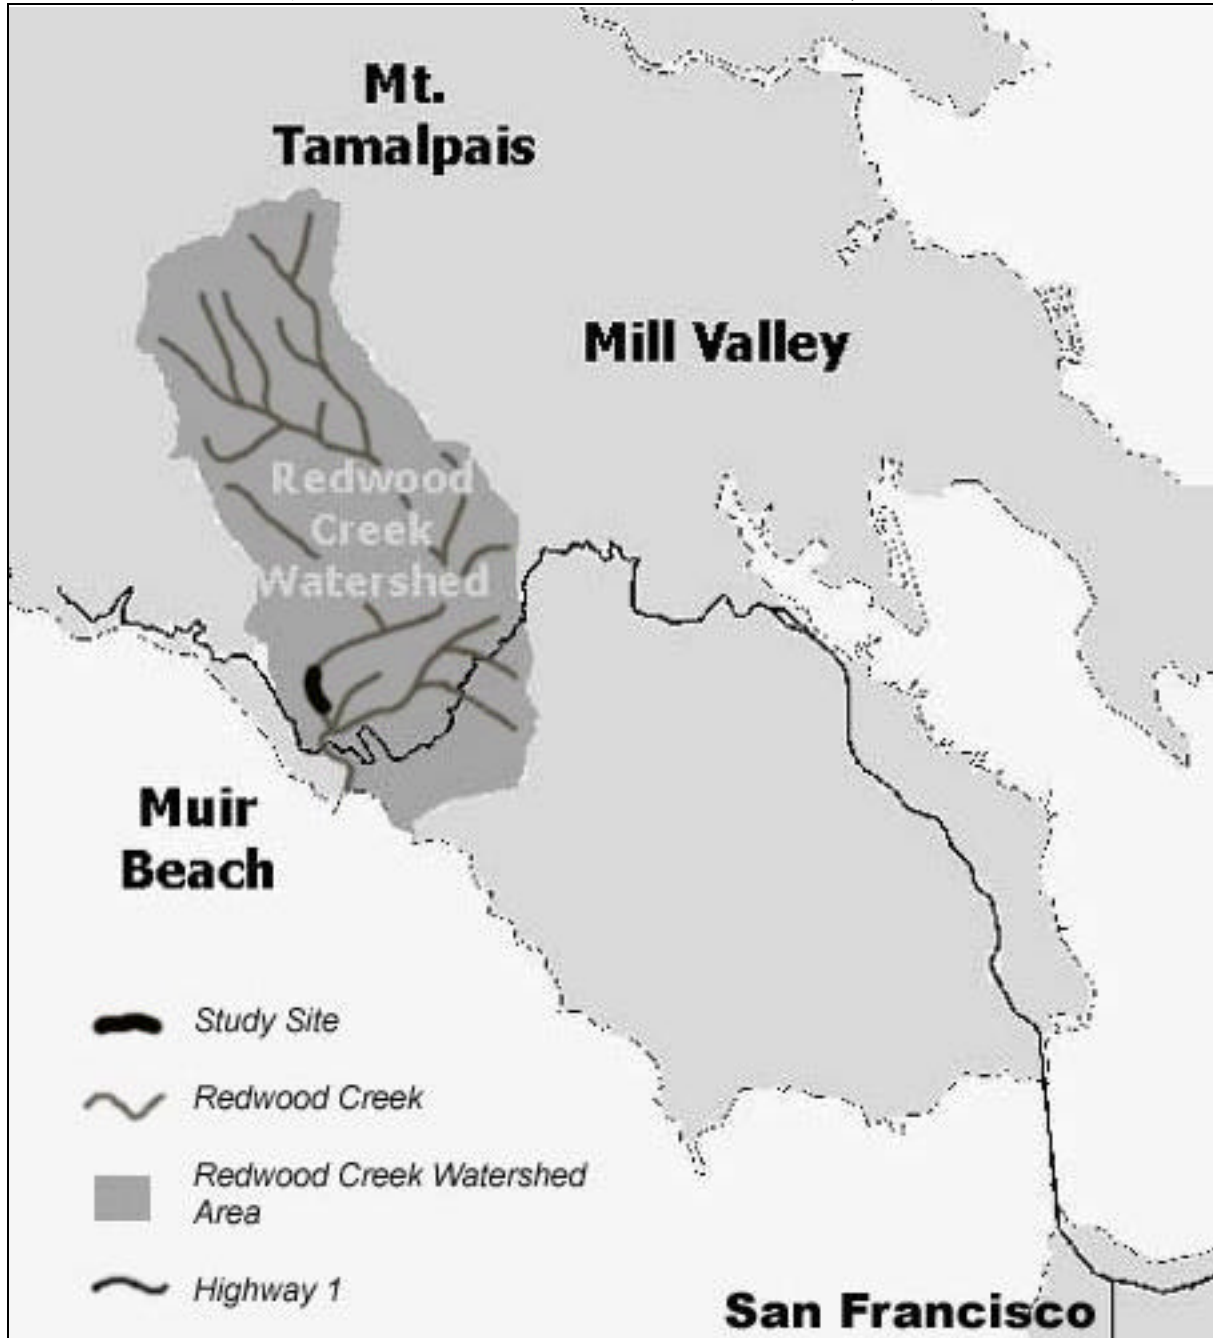 Mt.
Tamalpais
Mill Valley
Redwood
Creek
Watershed
Muir
Beach
Study Site
Redwood Creek
Redwood Creek Watershed
Area
Highway 1
San Francisco